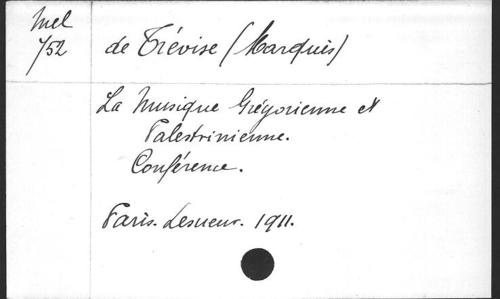 Mel
752
de Trévise (Marquis)
La Musique Grégorienne et
Palestrinienne.
Conférence.
Paris. Lesueur. 1911.